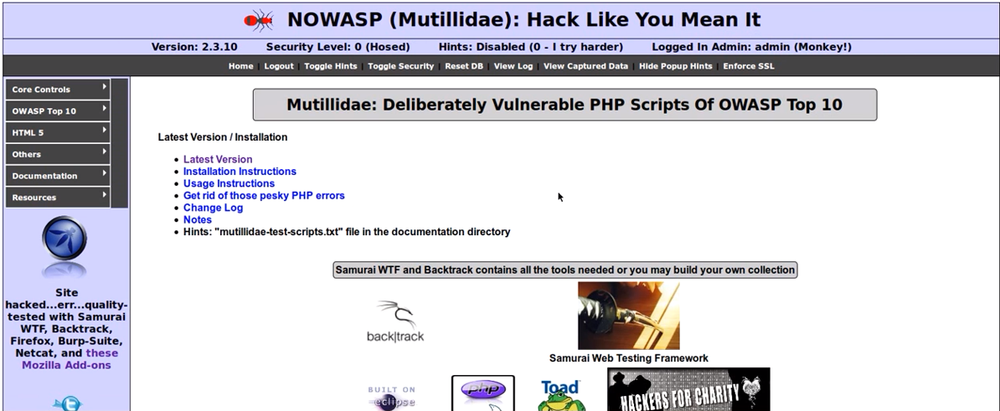 NOWASP (Mutillidae): Hack Like You Mean It
Version: 2.3.10 Security Level: 0 (Hosed) Hints: Disabled (0 - I try harder) Logged In Admin: admin (Monkey!)
Home | Logout | Toggle Hints | Toggle Security | Reset DB | View Log | View Captured Data | Hide Popup Hints | Enforce SSL
Core Controls
OWASP Top 10
HTML 5
Others
Documentation
Resources
Site
hacked...err...quality-
tested with Samurai
WTF, Backtrack,
Firefox, Burp-Suite,
Netcat, and these
Mozilla Add-ons
Mutillidae: Deliberately Vulnerable PHP Scripts Of OWASP Top 10
Latest Version / Installation
Latest Version
Installation Instructions
Usage Instructions
Get rid of those pesky PHP errors
Change Log
Notes
Hints: "mutillidae-test-scripts.txt" file in the documentation directory
Samurai WTF and Backtrack contains all the tools needed or you may build your own collection
back|track
Samurai Web Testing Framework
BUILT ON
eclipse
php
Toad
HACKERS FOR CHARITY